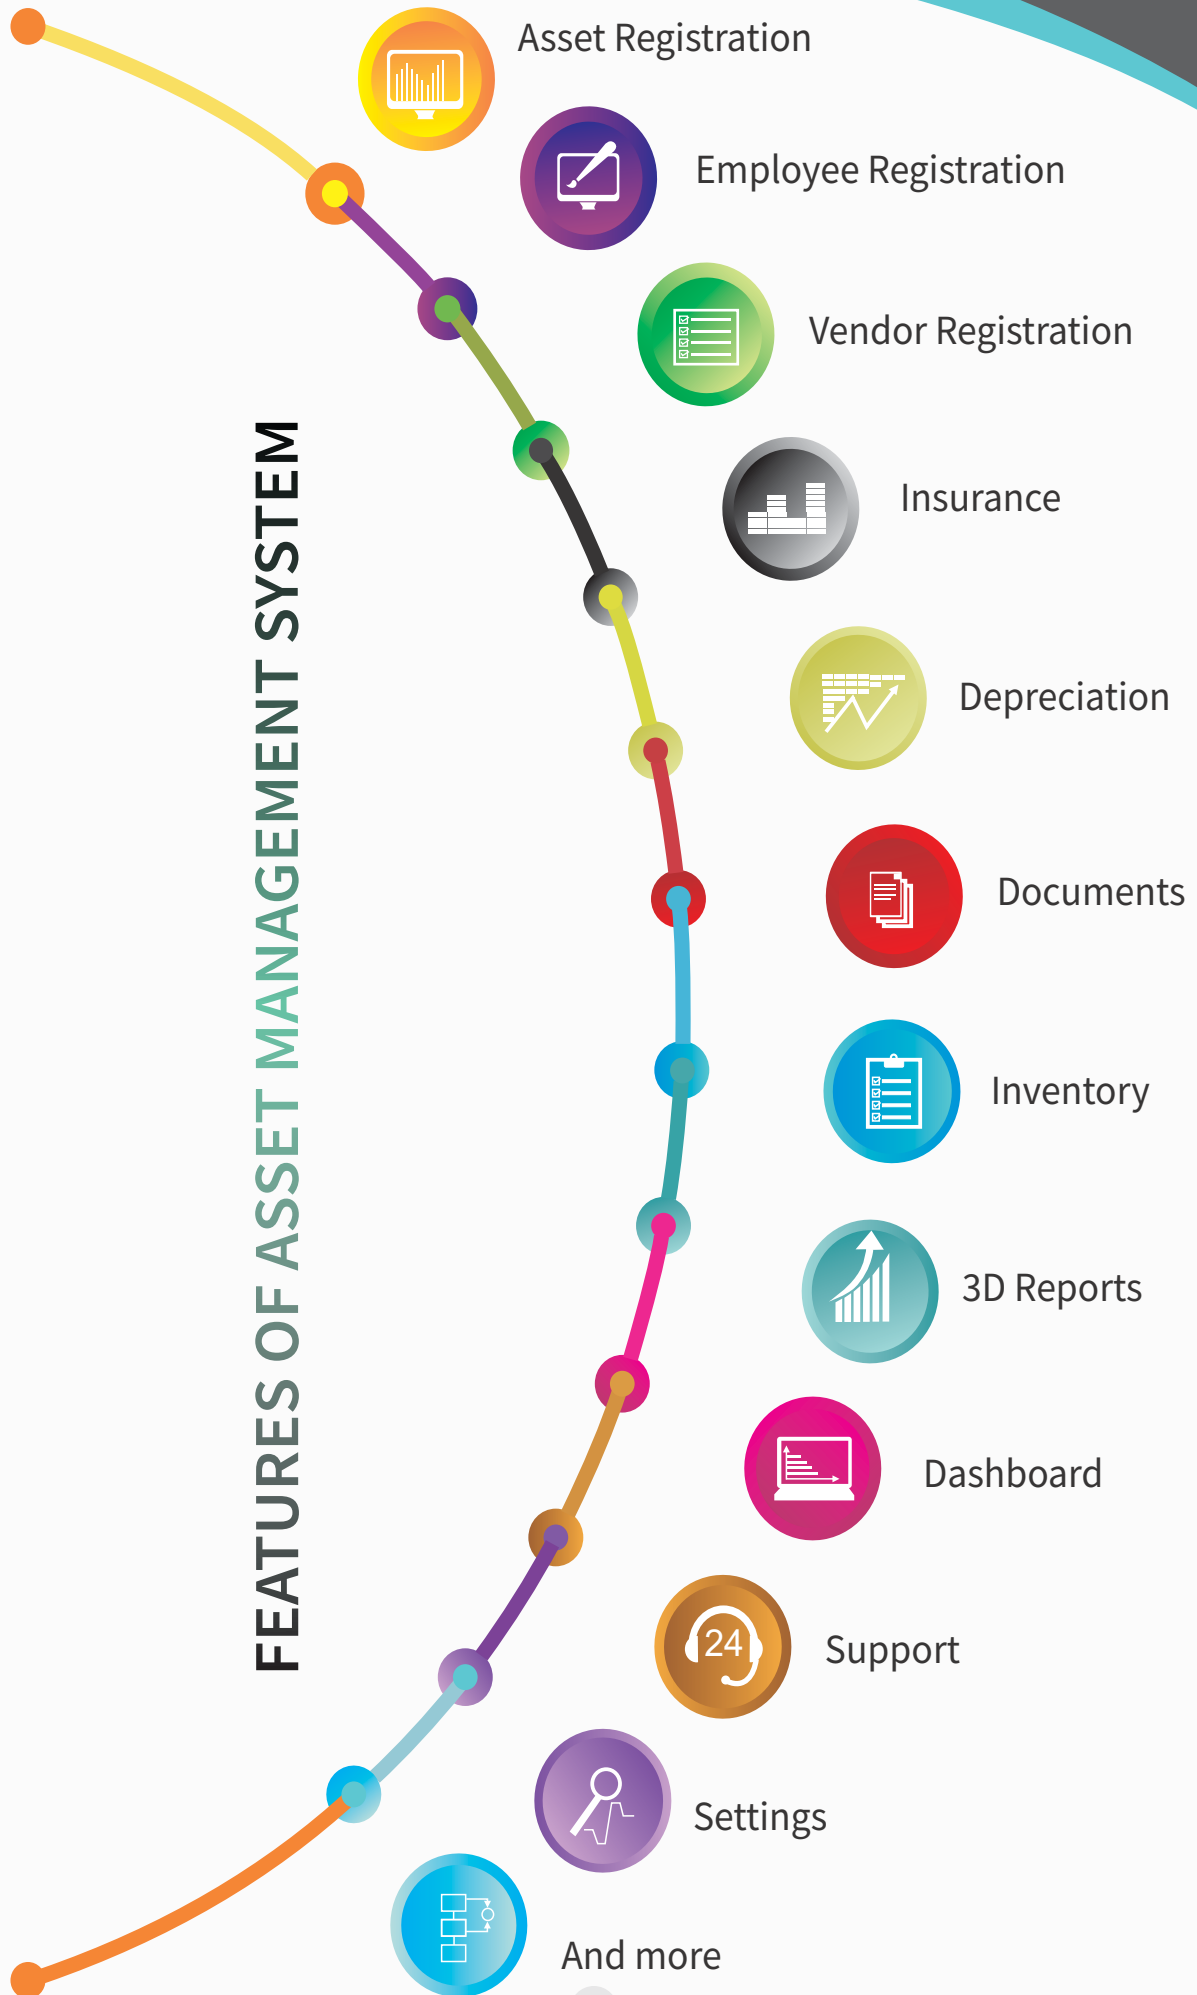 FEATURES OF ASSET MANAGEMENT SYSTEM
Asset Registration
Employee Registration
Vendor Registration
Insurance
Depreciation
Documents
Inventory
3D Reports
Dashboard
24
Support
Settings
And more